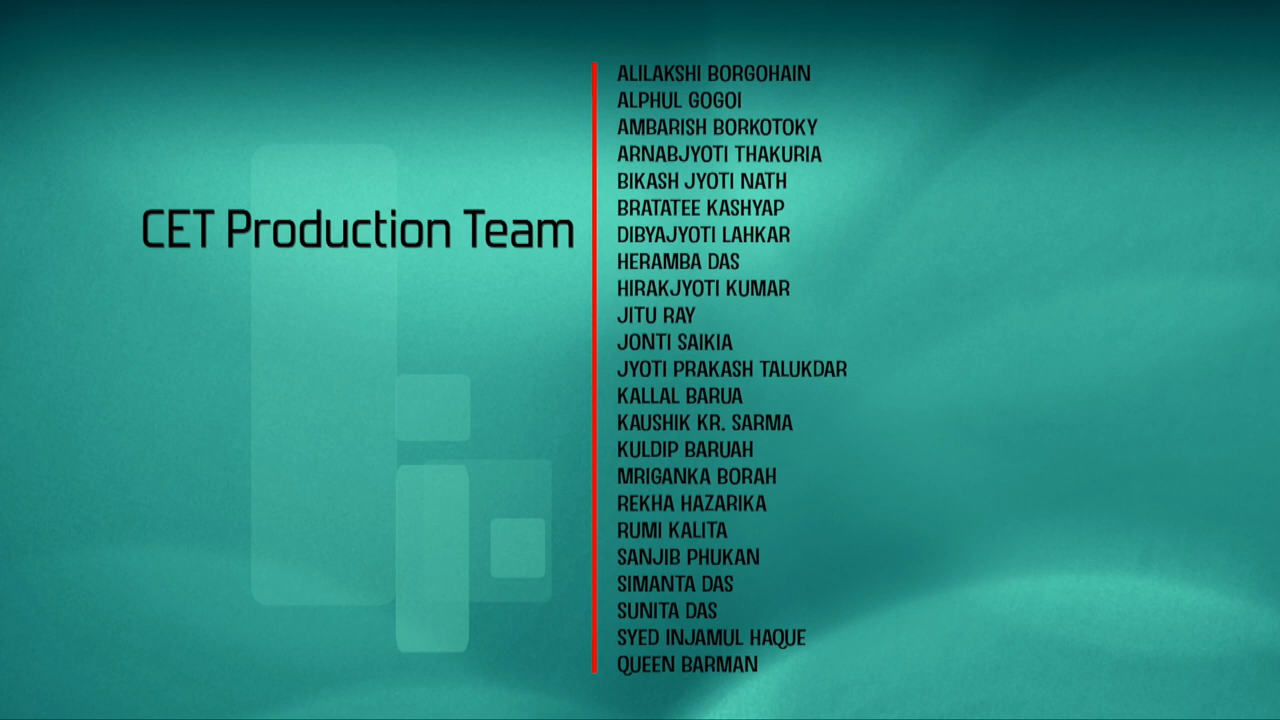 CET Production Team
ALILAKSHI BORGOHAIN
ALPHUL GOGOI
AMBARISH BORKOTOKY
ARNABJYOTI THAKURIA
BIKASH JYOTI NATH
BRATATEE KASHYAP
DIBYAJYOTI LAHKAR
HERAMBA DAS
HIRAKJYOTI KUMAR
JITU RAY
JONTI SAIKIA
JYOTI PRAKASH TALUKDAR
KALLAL BARUA
KAUSHIK KR. SARMA
KULDIP BARUAH
MRIGANKA BORAH
REKHA HAZARIKA
RUMI KALITA
SANJIB PHUKAN
SIMANTA DAS
SUNITA DAS
SYED INJAMUL HAQUE
QUEEN BARMAN